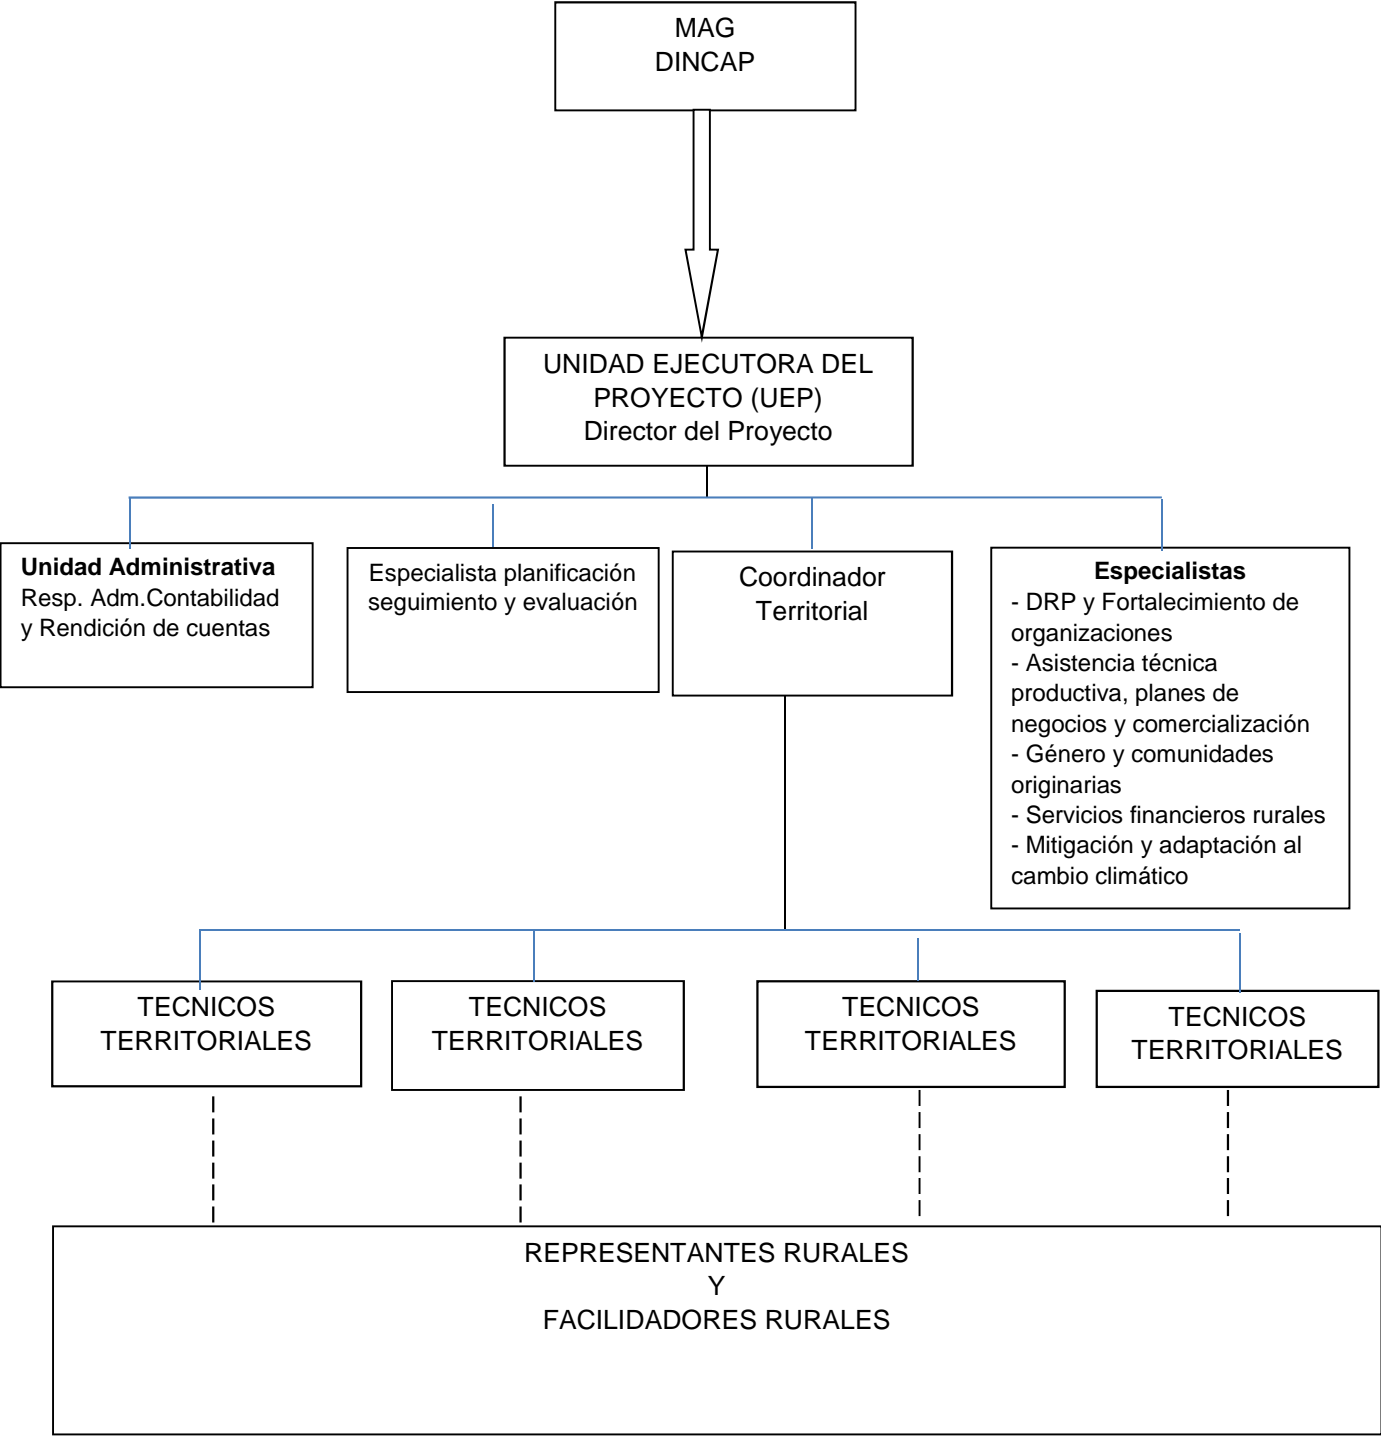 MAG
DINCAP
UNIDAD EJECUTORA DEL
PROYECTO (UEP)
Director del Proyecto
Unidad Administrativa
Resp. Adm.Contabilidad
y Rendición de cuentas
Especialista planificación
seguimiento y evaluación
Coordinador
Territorial
Especialistas
- DRP y Fortalecimiento de
organizaciones
- Asistencia técnica
productiva, planes de
negocios y comercialización
- Género y comunidades
originarias
- Servicios financieros rurales
- Mitigación y adaptación al
cambio climático
TECNICOS
TERRITORIALES
TECNICOS
TERRITORIALES
TECNICOS
TERRITORIALES
TECNICOS
TERRITORIALES
REPRESENTANTES RURALES
Y
FACILIDADORES RURALES